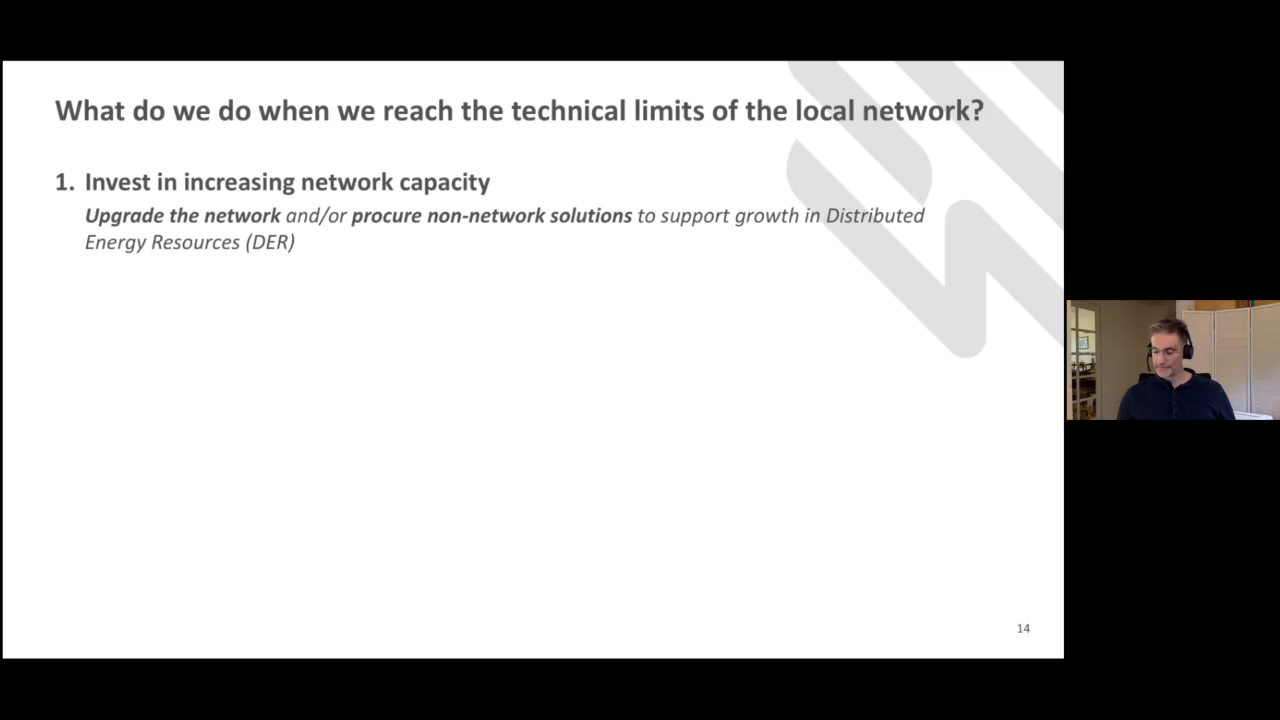 What do we do when we reach the technical limits of the local network?
1. Invest in increasing network capacity
Upgrade the network and/or procure non-network solutions to support growth in Distributed
Energy Resources (DER)
14